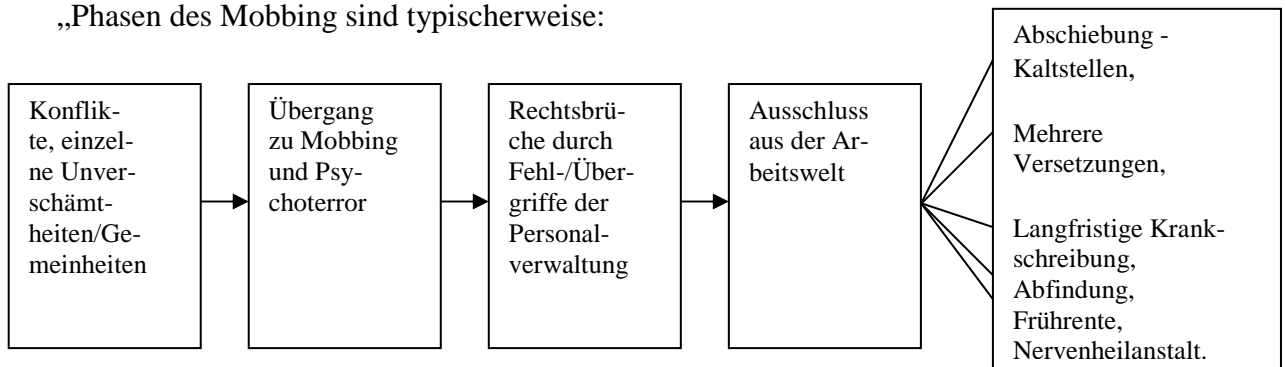 „Phasen des Mobbing sind typischerweise:
Konflik-
te, einzel-
ne Unver-
schämt-
heiten/Ge-
meinheiten
Übergang
zu Mobbing
und Psy-
choterror
Rechtsbrü-
che durch
Fehl-/Über-
griffe der
Personal-
verwaltung
Ausschluss
aus der Ar-
beitswelt
Abschiebung -
Kaltstellen,
Mehrere
Versetzungen,
Langfristige Krank-
schreibung,
Abfindung,
Frührente,
Nervenheilanstalt.